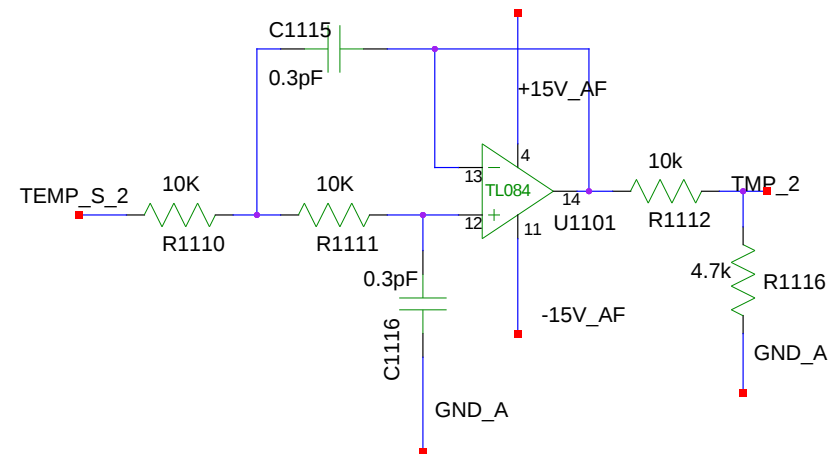 C1115
0.3pF
+15V_AF
4
13
TL084
10k
TMP_2
TEMP_S_2
10K
10K
14
R1110
R1111
12
11
U1101
R1112
0.3pF
4.7k
R1116
C1116
-15V_AF
GND_A
GND_A